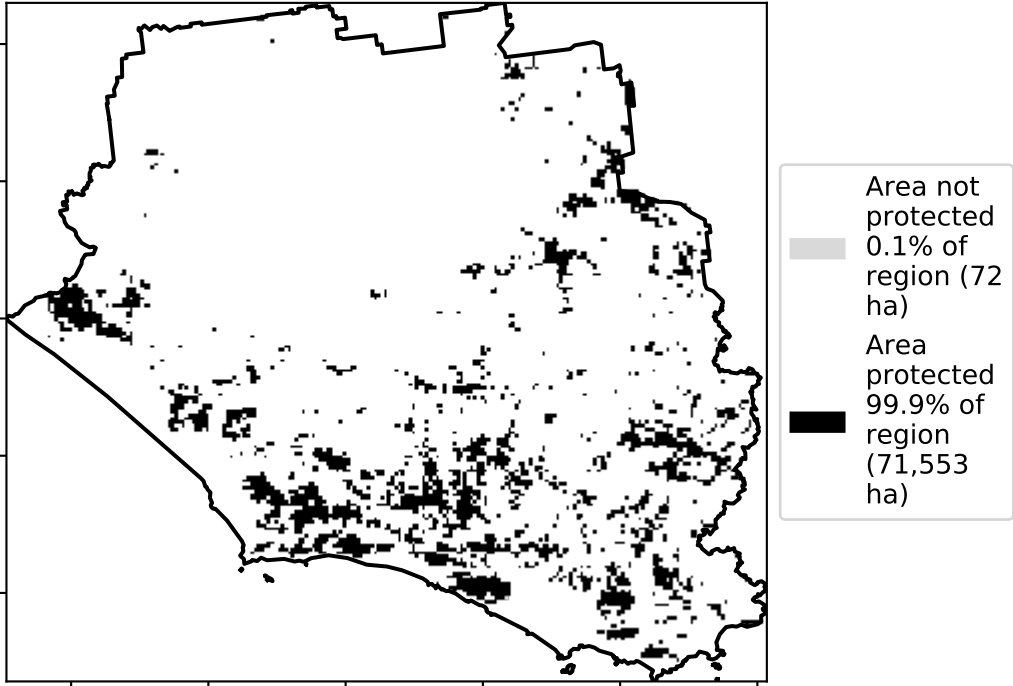 Area not
protected
0.1% of
region (72
ha)
Area
protected
99.9% of
region
(71,553
ha)